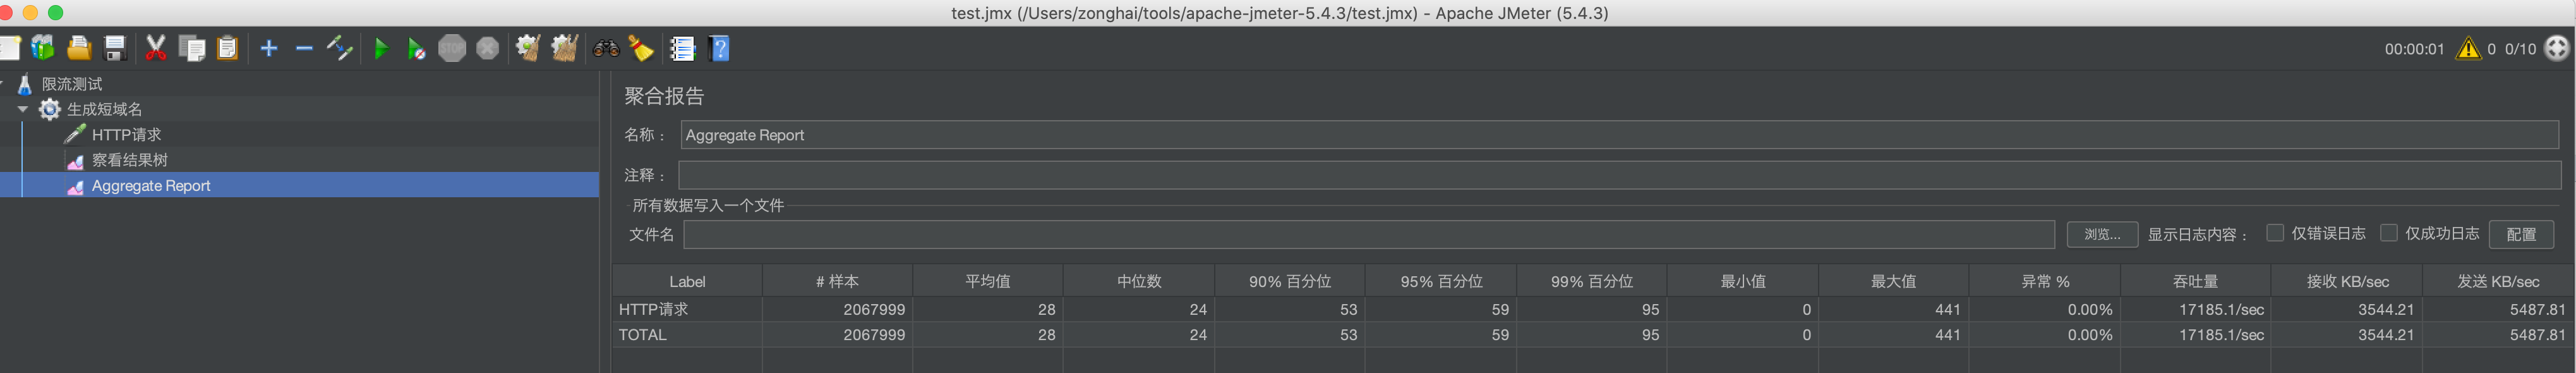 test.jmx (/Users/zonghai/tools/apache-jmeter-5.4.3/test.jmx) - Apache JMeter (5.4.3)
STOP
00:00:01 0 0/10
限流测试
生成短域名
HTTP请求
察看结果树
Aggregate Report
聚合报告
名称： Aggregate Report
注释：
所有数据写入一个文件
文件名 浏览... 显示日志内容： 仅错误日志 仅成功日志 配置
Label # 样本 平均值 中位数 90% 百分位 95% 百分位 99% 百分位 最小值 最大值 异常 % 吞吐量 接收 KB/sec 发送 KB/sec
HTTP请求 2067999 28 24 53 59 95 0 441 0.00% 17185.1/sec 3544.21 5487.81
TOTAL 2067999 28 24 53 59 95 0 441 0.00% 17185.1/sec 3544.21 5487.81